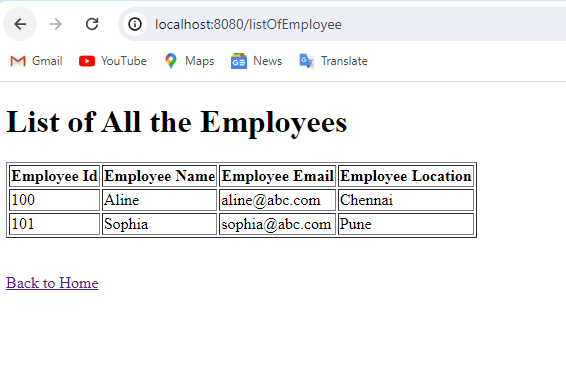 localhost:8080/listOfEmployee
Gmail YouTube Maps News Translate
List of All the Employees
Employee Id Employee Name Employee Email Employee Location
100 Aline aline@abc.com Chennai
101 Sophia sophia@abc.com Pune
Back to Home